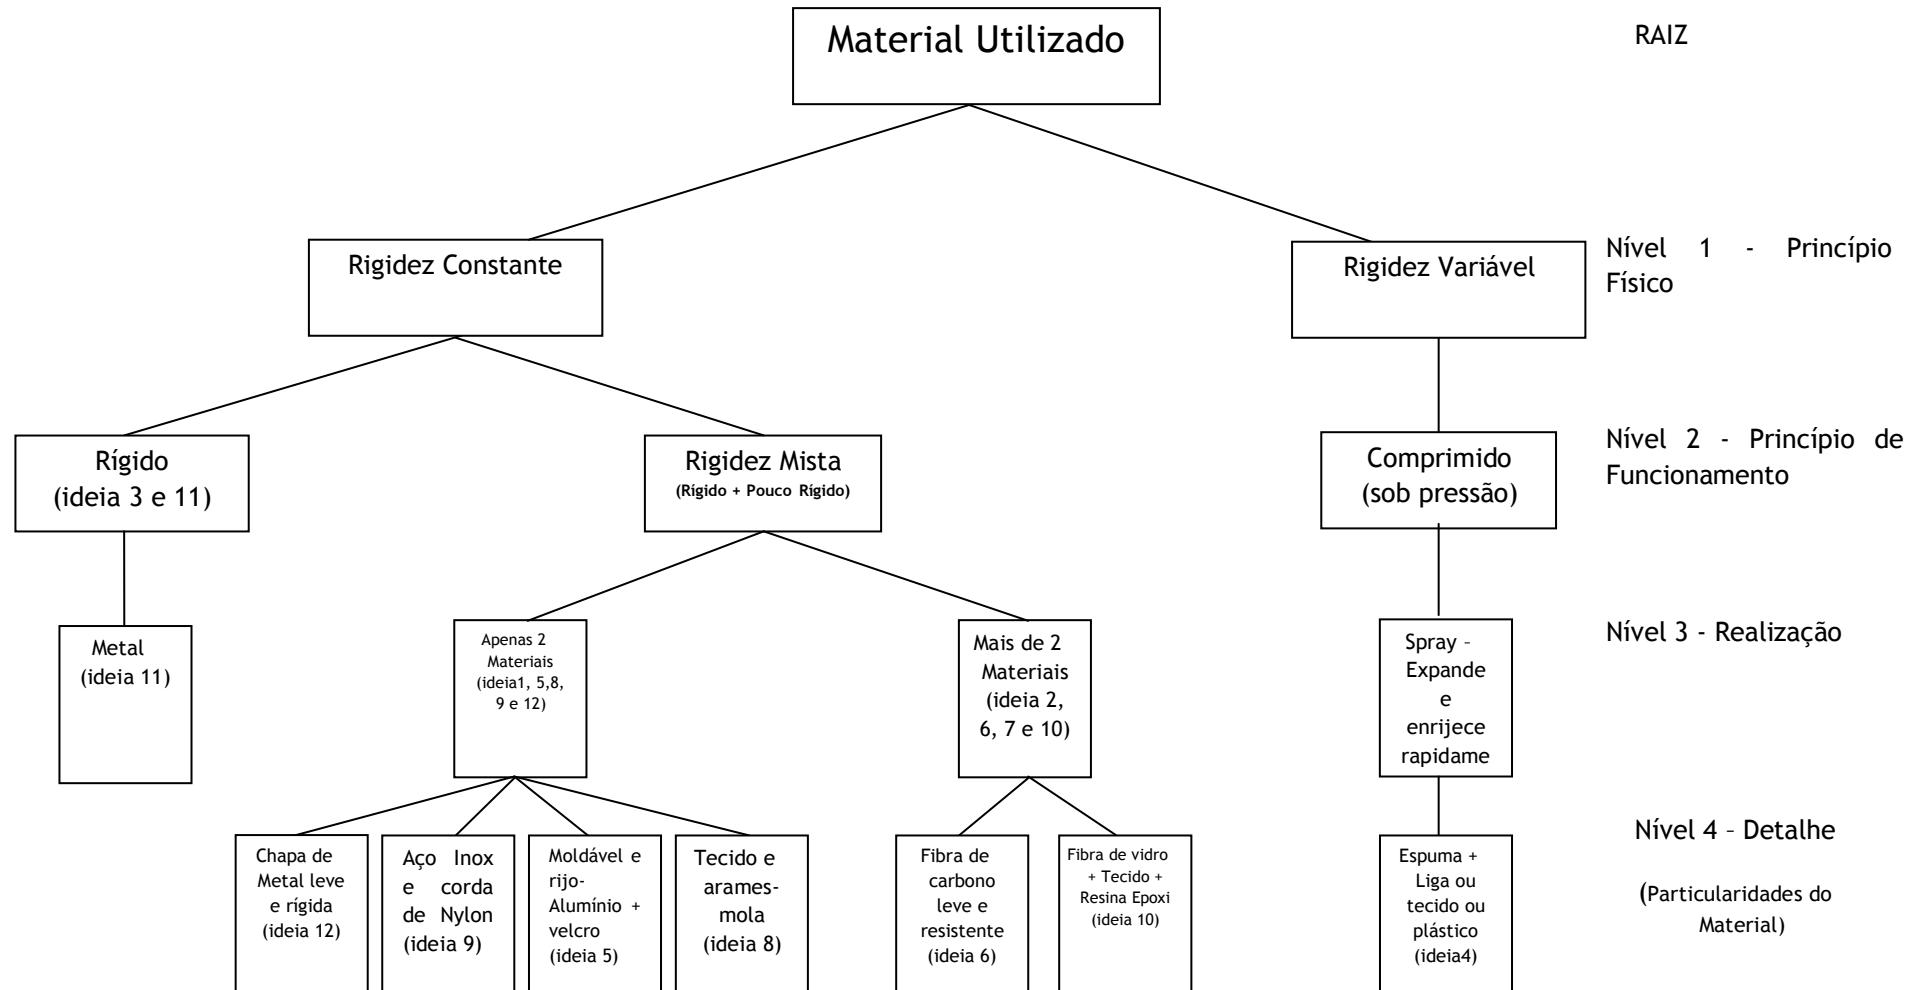 Material Utilizado
RAIZ
Rigidez Constante
Rigidez Variável
Nível 1 - Princípio
Físico
Rígido
(ideia 3 e 11)
Rigidez Mista
(Rígido + Pouco Rígido)
Comprimido
(sob pressão)
Nível 2 - Princípio de
Funcionamento
Metal
(ideia 11)
Apenas 2
Materiais
(ideia1, 5,8,
9 e 12)
Mais de 2
Materiais
(ideia 2,
6, 7 e 10)
Spray –
Expande
e
enrijece
rapidame
Nível 3 - Realização
Chapa de
Metal leve
e rígida
(ideia 12)
Aço Inox
e corda
de Nylon
(ideia 9)
Moldável e
rijo-
Alumínio +
velcro
(ideia 5)
Tecido e
arames-
mola
(ideia 8)
Fibra de
carbono
leve e
resistente
(ideia 6)
Fibra de vidro
+ Tecido +
Resina Epoxi
(ideia 10)
Espuma +
Liga ou
tecido ou
plástico
(ideia4)
Nível 4 – Detalhe
(Particularidades do
Material)